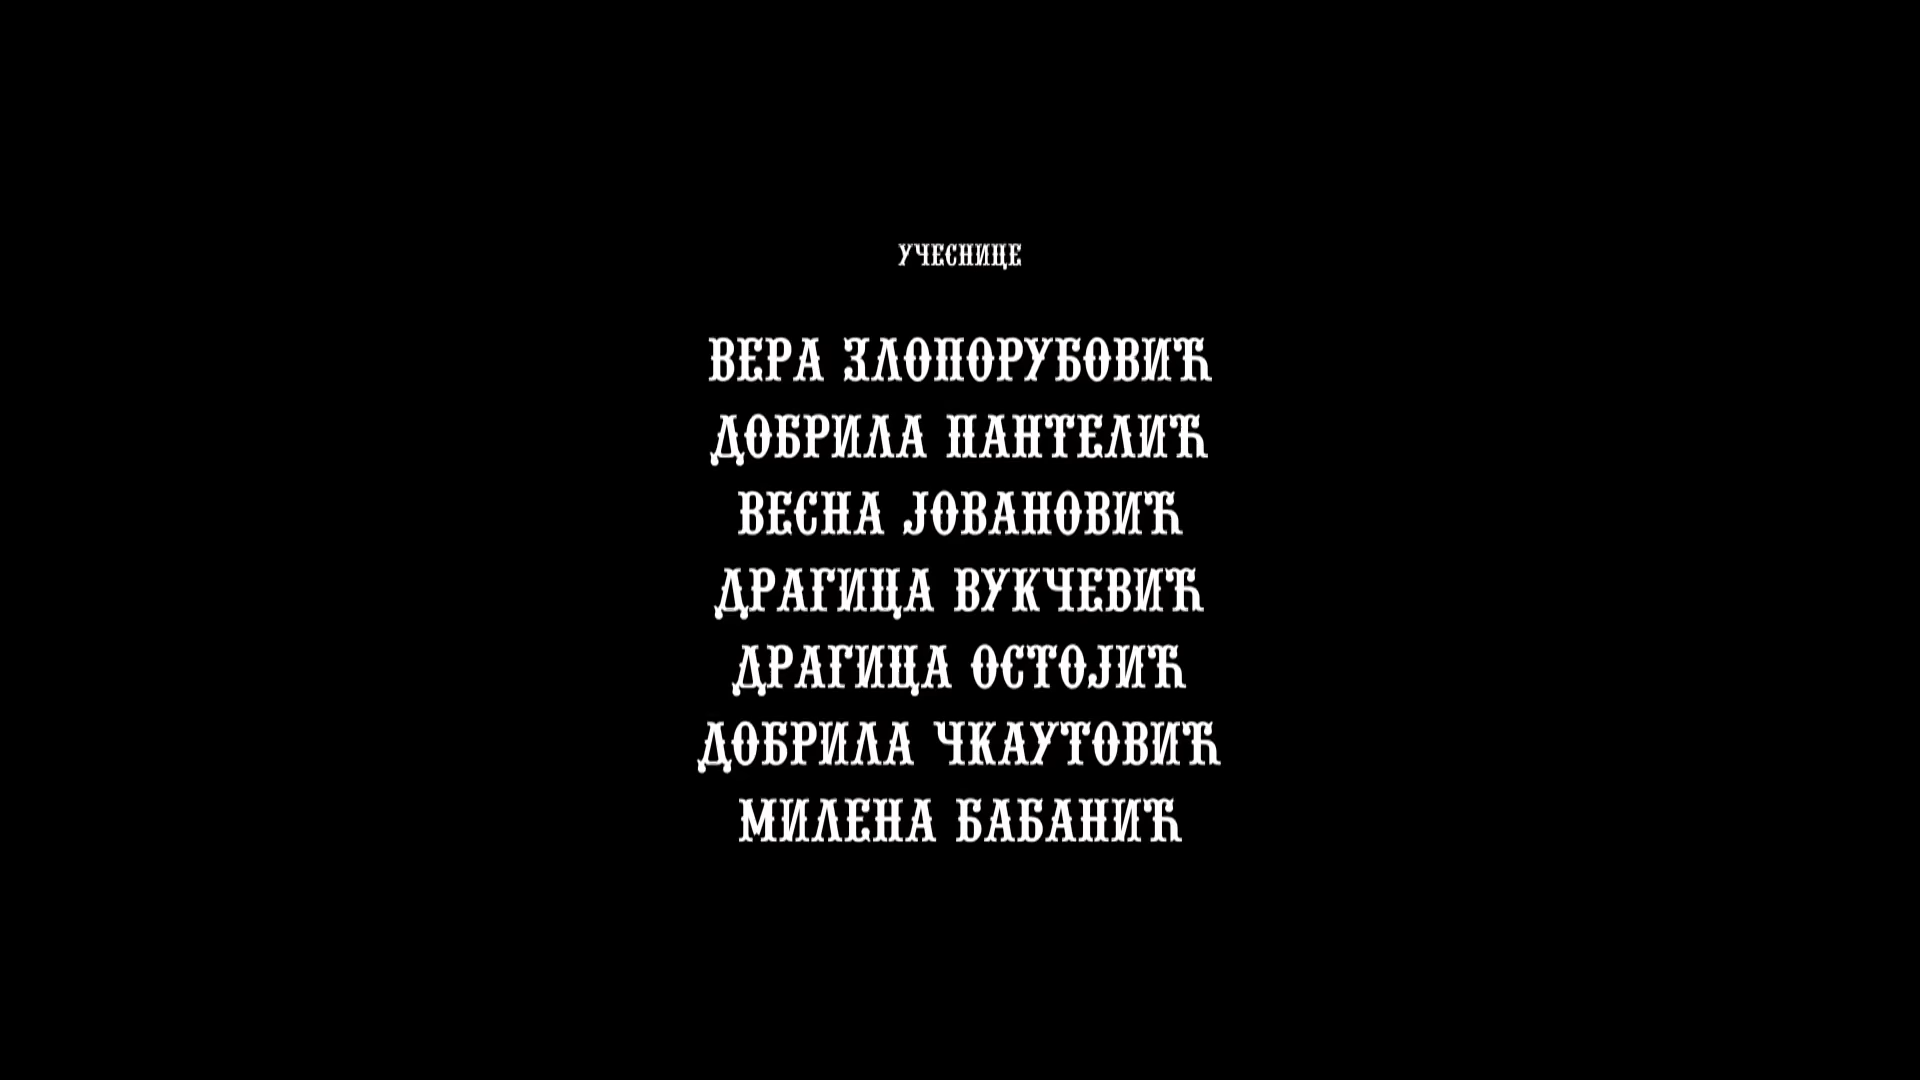 УЧЕСНИЦЕ
ВЕРА ЗЛОПОРУБОВИЋ
ДОБРИЛА ПАНТЕЛИЋ
ВЕСНА ЈОВАНОВИЋ
ДРАГИЦА ВУКЧЕВИЋ
ДРАГИЦА ОСТОЈИЋ
ДОБРИЛА ЧКАУТОВИЋ
МИЛЕНА БАБАНИЋ